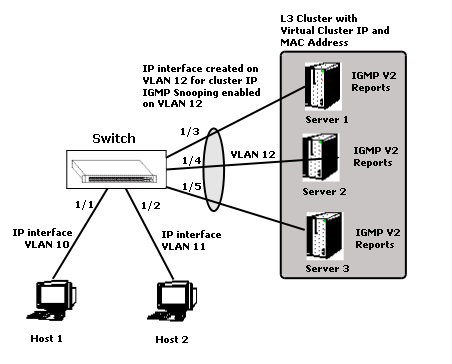 L3 Cluster with
Virtual Cluster IP and
MAC Address
IP interface created on
VLAN 12 for cluster IP
IGMP Snooping enabled
on VLAN 12
IGMP V2
Reports
Server 1
1/3
Switch
1/4
VLAN 12
IGMP V2
Reports
Server 2
1/5
1/1
1/2
IP interface
VLAN 10
IP interface
VLAN 11
IGMP V2
Reports
Server 3
Host 1
Host 2